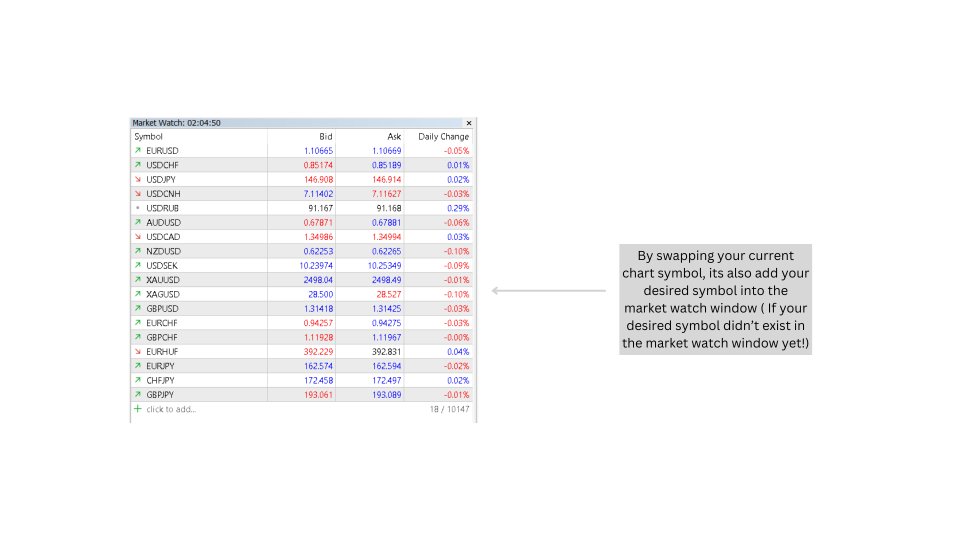 Market Watch: 02:04:50
Symbol Bid Ask Daily Change
EURUSD 1.10665 1.10669 -0.05%
USDCHF 0.85174 0.85189 0.01%
USDJPY 146.908 146.914 0.02%
USDCNH 7.11402 7.11627 -0.03%
USDRUB 91.167 91.168 0.29%
AUDUSD 0.67871 0.67881 -0.06%
USDCAD 1.34986 1.34994 0.03%
NZDUSD 0.62253 0.62265 -0.10%
USDSEK 10.23974 10.25349 -0.09%
XAUUSD 2498.04 2498.49 -0.01%
XAGUSD 28.500 28.527 -0.10%
GBPUSD 1.31418 1.31425 -0.03%
EURCHF 0.94257 0.94275 -0.03%
GBPCHF 1.11928 1.11967 -0.00%
EURHUF 392.229 392.831 0.04%
EURJPY 162.574 162.594 -0.02%
CHFJPY 172.458 172.497 0.02%
GBPJPY 193.061 193.089 -0.01%
click to add... 18 / 10147
By swapping your current
chart symbol, its also add your
desired symbol into the
market watch window ( If your
desired symbol didn’t exist in
the market watch window yet!)